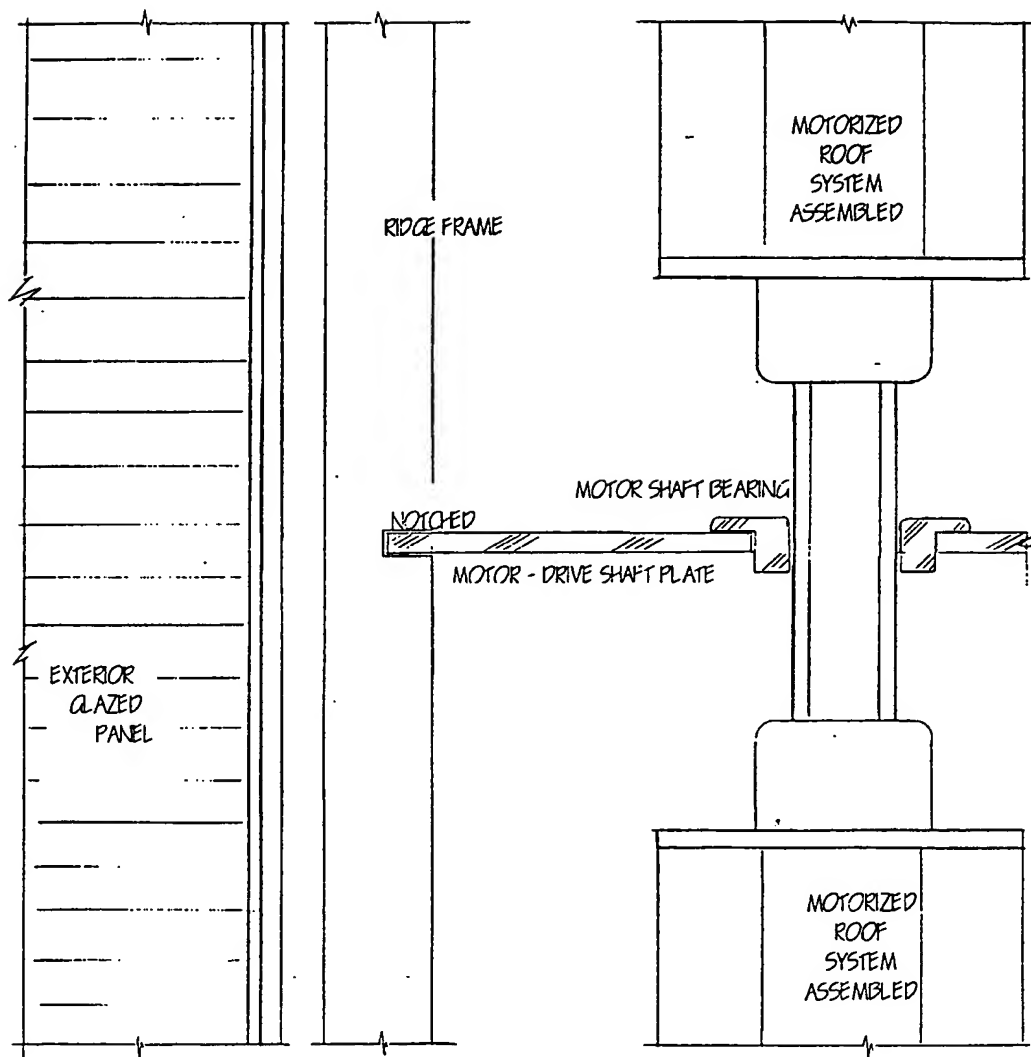 MOTORIZED
ROOF
SYSTEM
ASSEMBLED
RIDGE FRAME
MOTOR SHAFT BEARING
NOTCHED
MOTOR - DRIVE SHAFT PLATE
EXTERIOR
GLAZED
PANEL
MOTORIZED
ROOF
SYSTEM
ASSEMBLED